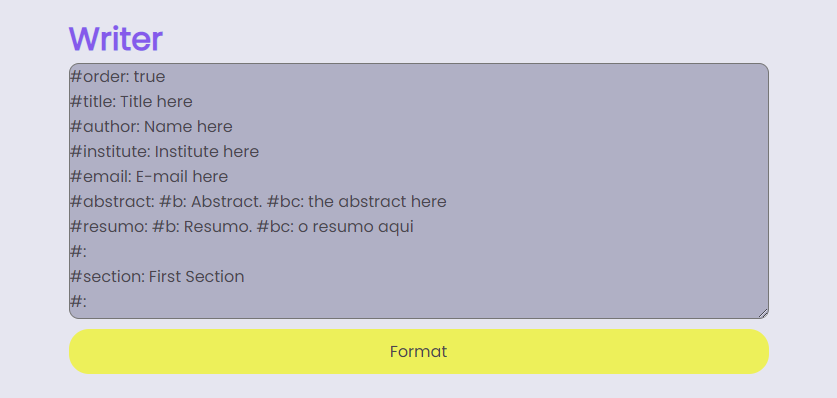 Writer
#order: true
#title: Title here
#author: Name here
#institute: Institute here
#email: E-mail here
#abstract: #b: Abstract. #bc: the abstract here
#resumo: #b: Resumo. #bc: o resumo aqui
#:
#section: First Section
#:
Format